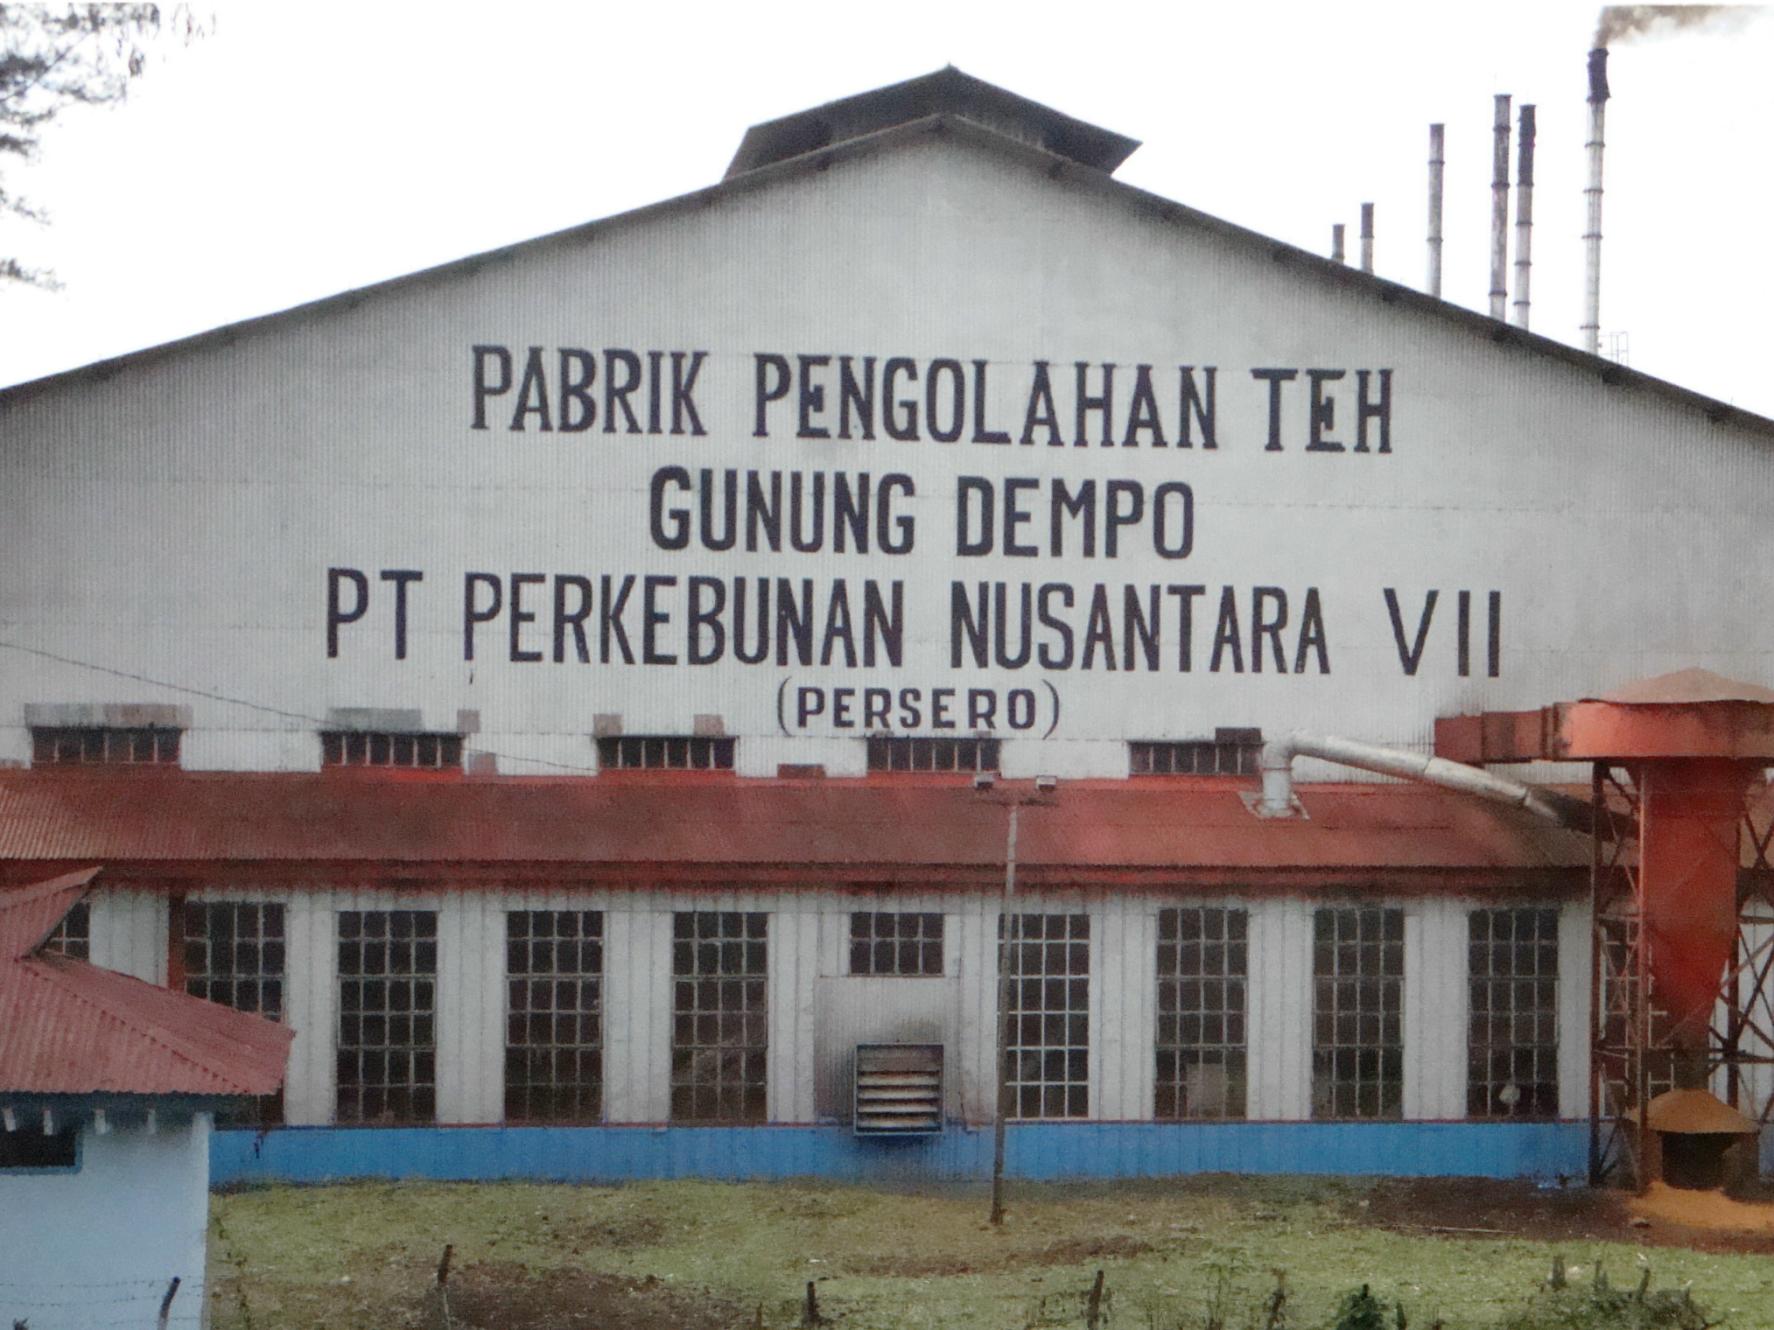 PABRIK PENGOLAHAN TEH
GUNUNG DEMPO
PT PERKEBUNAN NUSANTARA VII
(PERSERO)